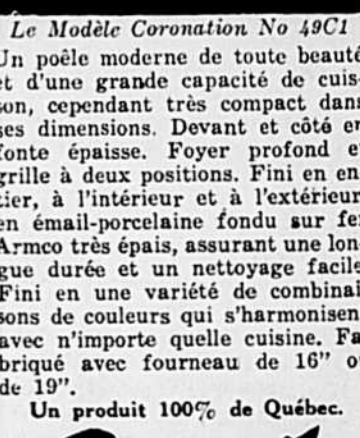 Le Modèle Coronation No 49C1
Un poêle moderne de toute beauté
et d'une grande capacité de cuis-
son, cependant très compact dans
ses dimensions. Devant et côté en
fonte épaisse. Foyer profond et
grille à deux positions. Fini en en-
tier, à l'intérieur et à l'extérieur
en émail-porcelaine fondu sur fer
Armco très épais, assurant une lon-
gue durée et un nettoyage facile.
Fini en une variété de combinai-
sons de couleurs qui s'harmonisent
avec n'importe quelle cuisine. Fa-
briqué avec fourneau de 16" ou
de 19".
Un produit 100% de Québec.